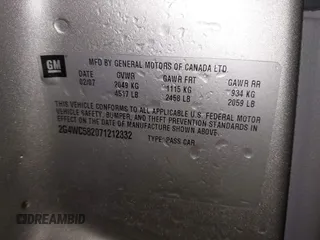 GM
MFD BY GENERAL MOTORS OF CANADA LTD
DATE GVWR GAWR FRT GAWR RR
02/07 2049 KG 1115 KG 934 KG
4517 LB 2458 LB 2059 LB
THIS VEHICLE CONFORMS TO ALL APPLICABLE U.S. FEDERAL MOTOR
VEHICLE SAFETY, BUMPER, AND THEFT PREVENTION STANDARDS IN
EFFECT ON THE DATE OF MANUFACTURE SHOWN ABOVE.
2G4WC582071212332 TYPE: PASS CAR
DREAMBID